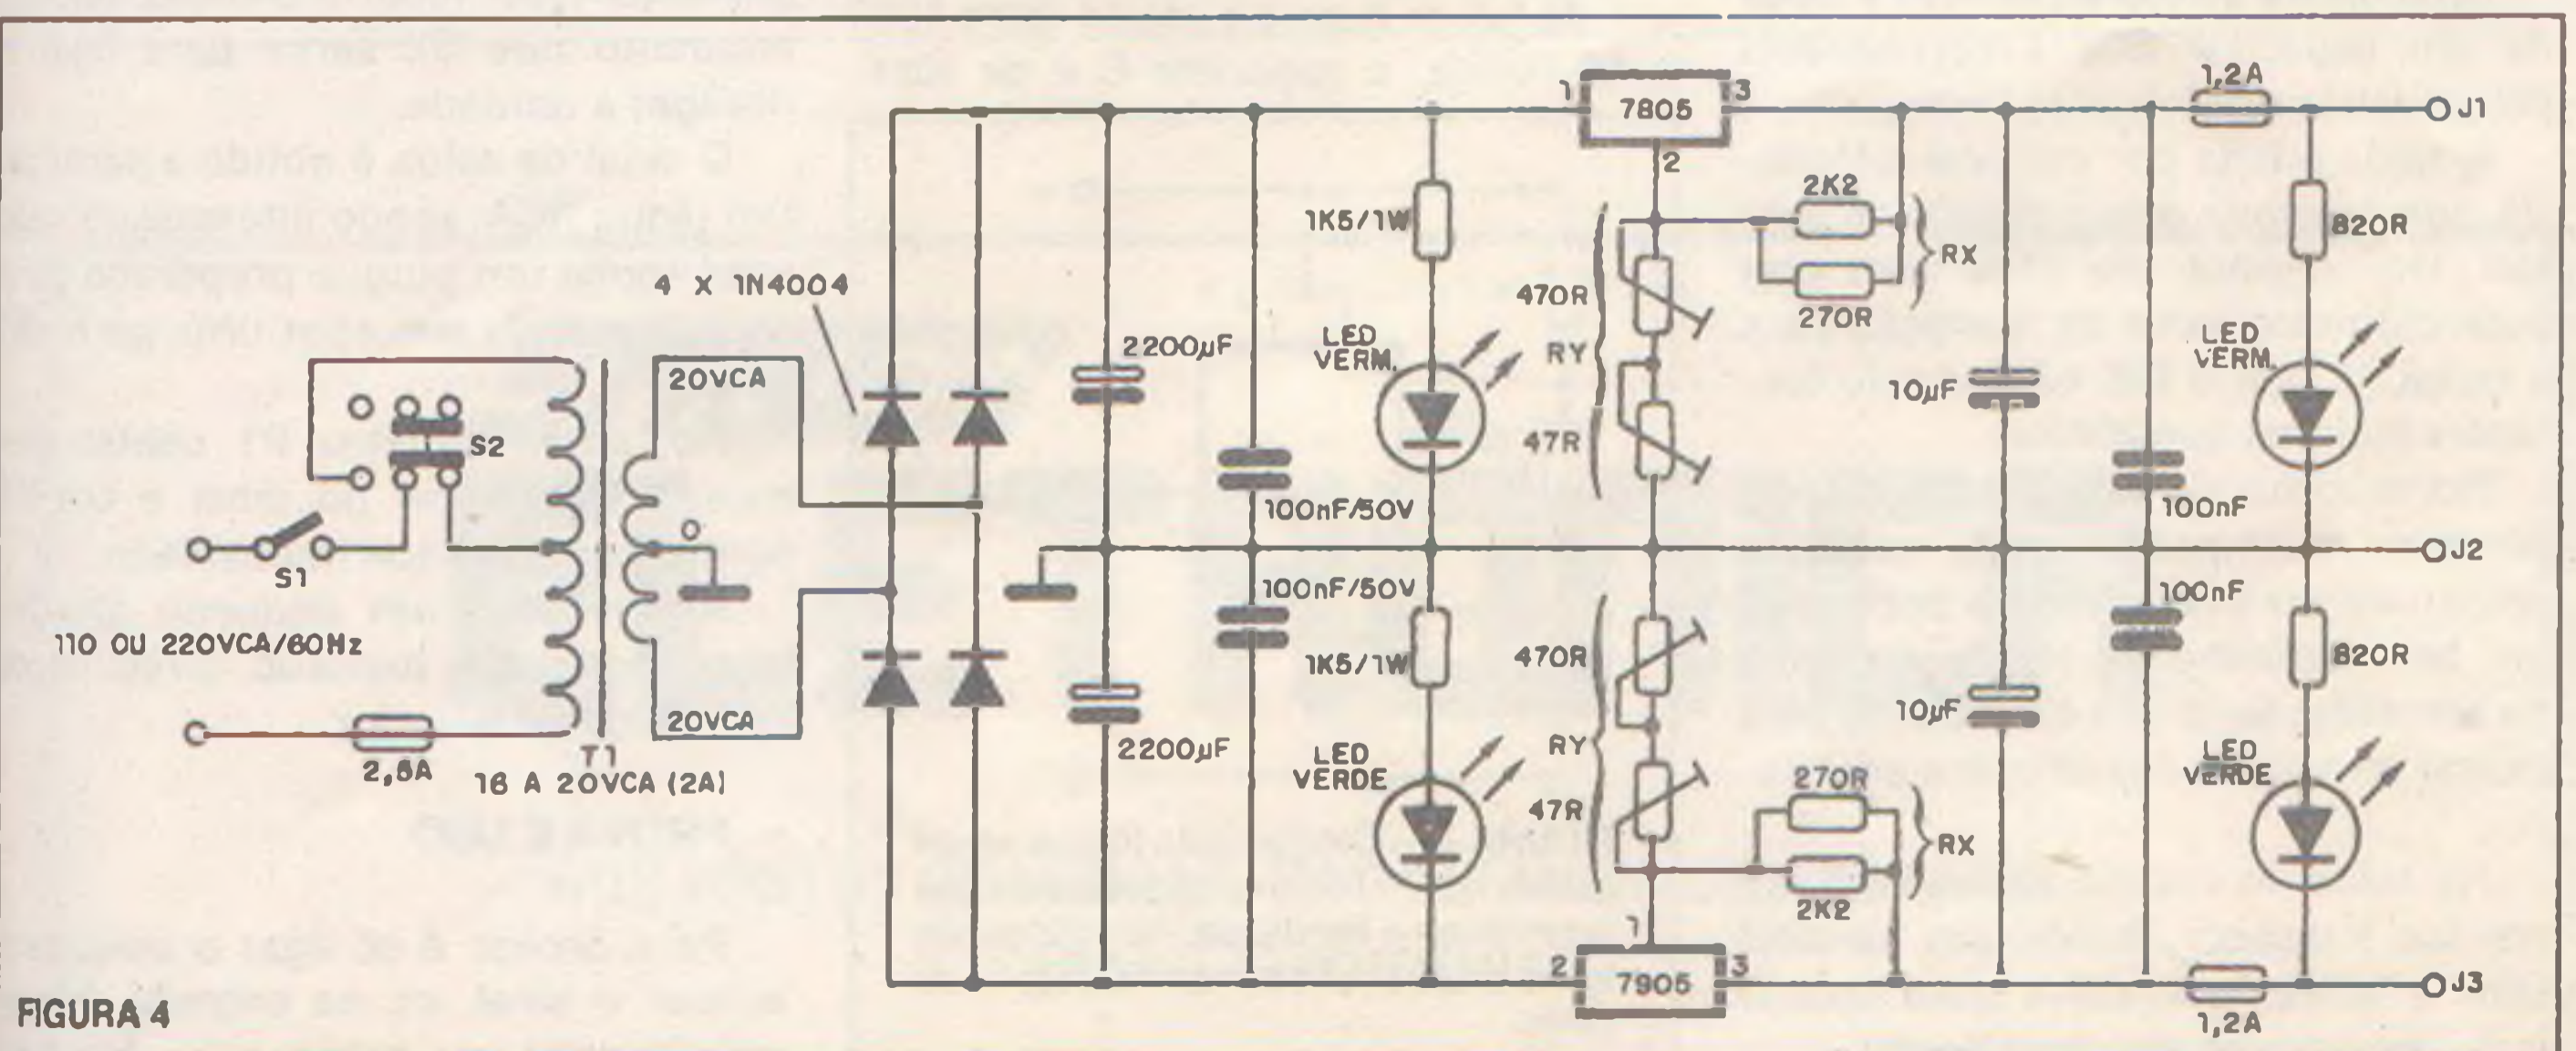 1,2A
1
7805
3
J1
2
2K2
1K5/1W
820R
RX
4 X 1N4004
470R
270R
LED
VERM.
LED
VERM.
2200µF
RY
20VCA
10µF
S2
47R
100nF/50V
100nF
0
S1
J2
100nF/50V
100nF
110 OU 220VCA/60Hz
1K5/1W
470R
820R
20VCA
10µF
2200µF
RY
T1
LED
VERDE
LED
VERDE
2,5A
16 A 20VCA (2A)
270R
47R
RX
2K2
1
2
7905
3
J3
FIGURA 4
1,2A